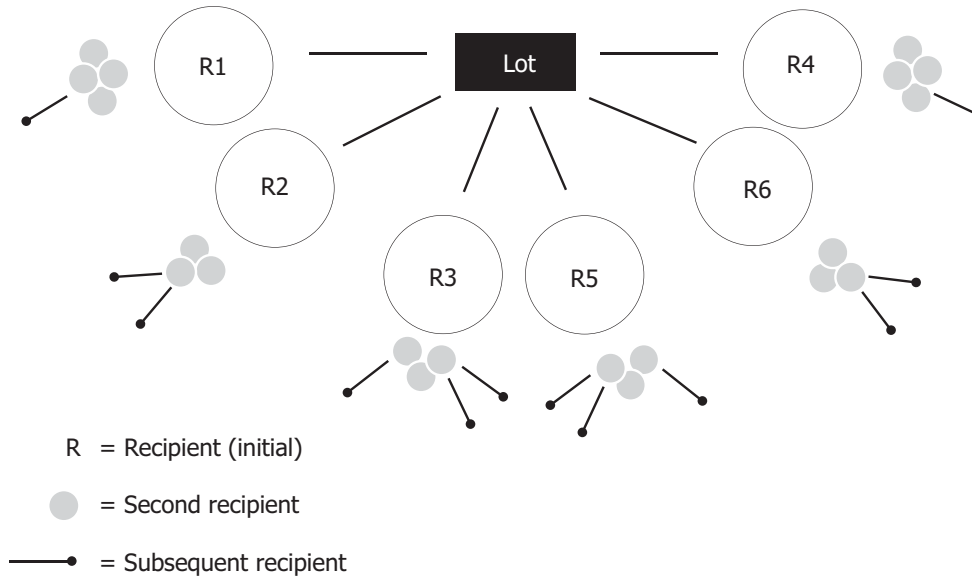 R1
Lot
R4
R2
R6
R3
R5
R = Recipient (initial)
= Second recipient
= Subsequent recipient